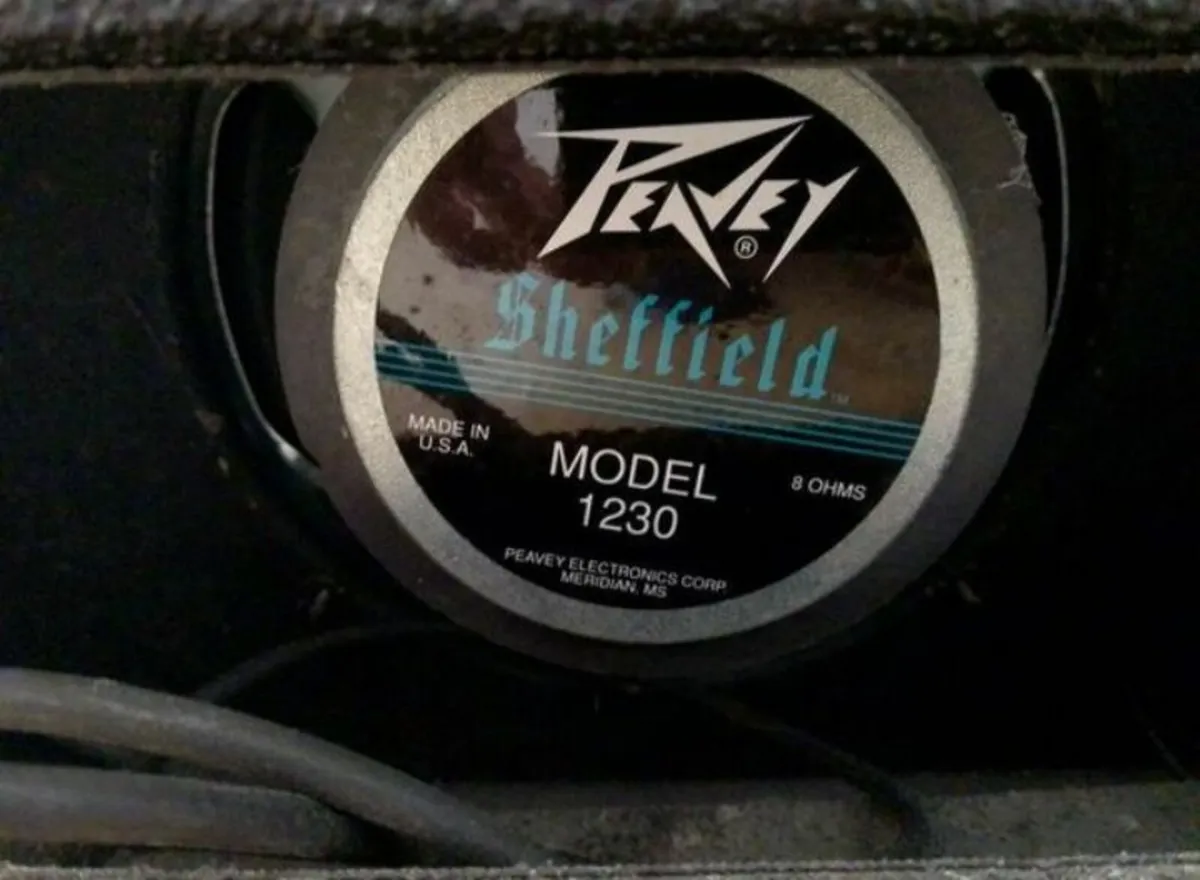 PEAVEY
®
Sheffield
™
MADE IN
U.S.A.
MODEL
1230
8 OHMS
PEAVEY ELECTRONICS CORP.
MERIDIAN, MS